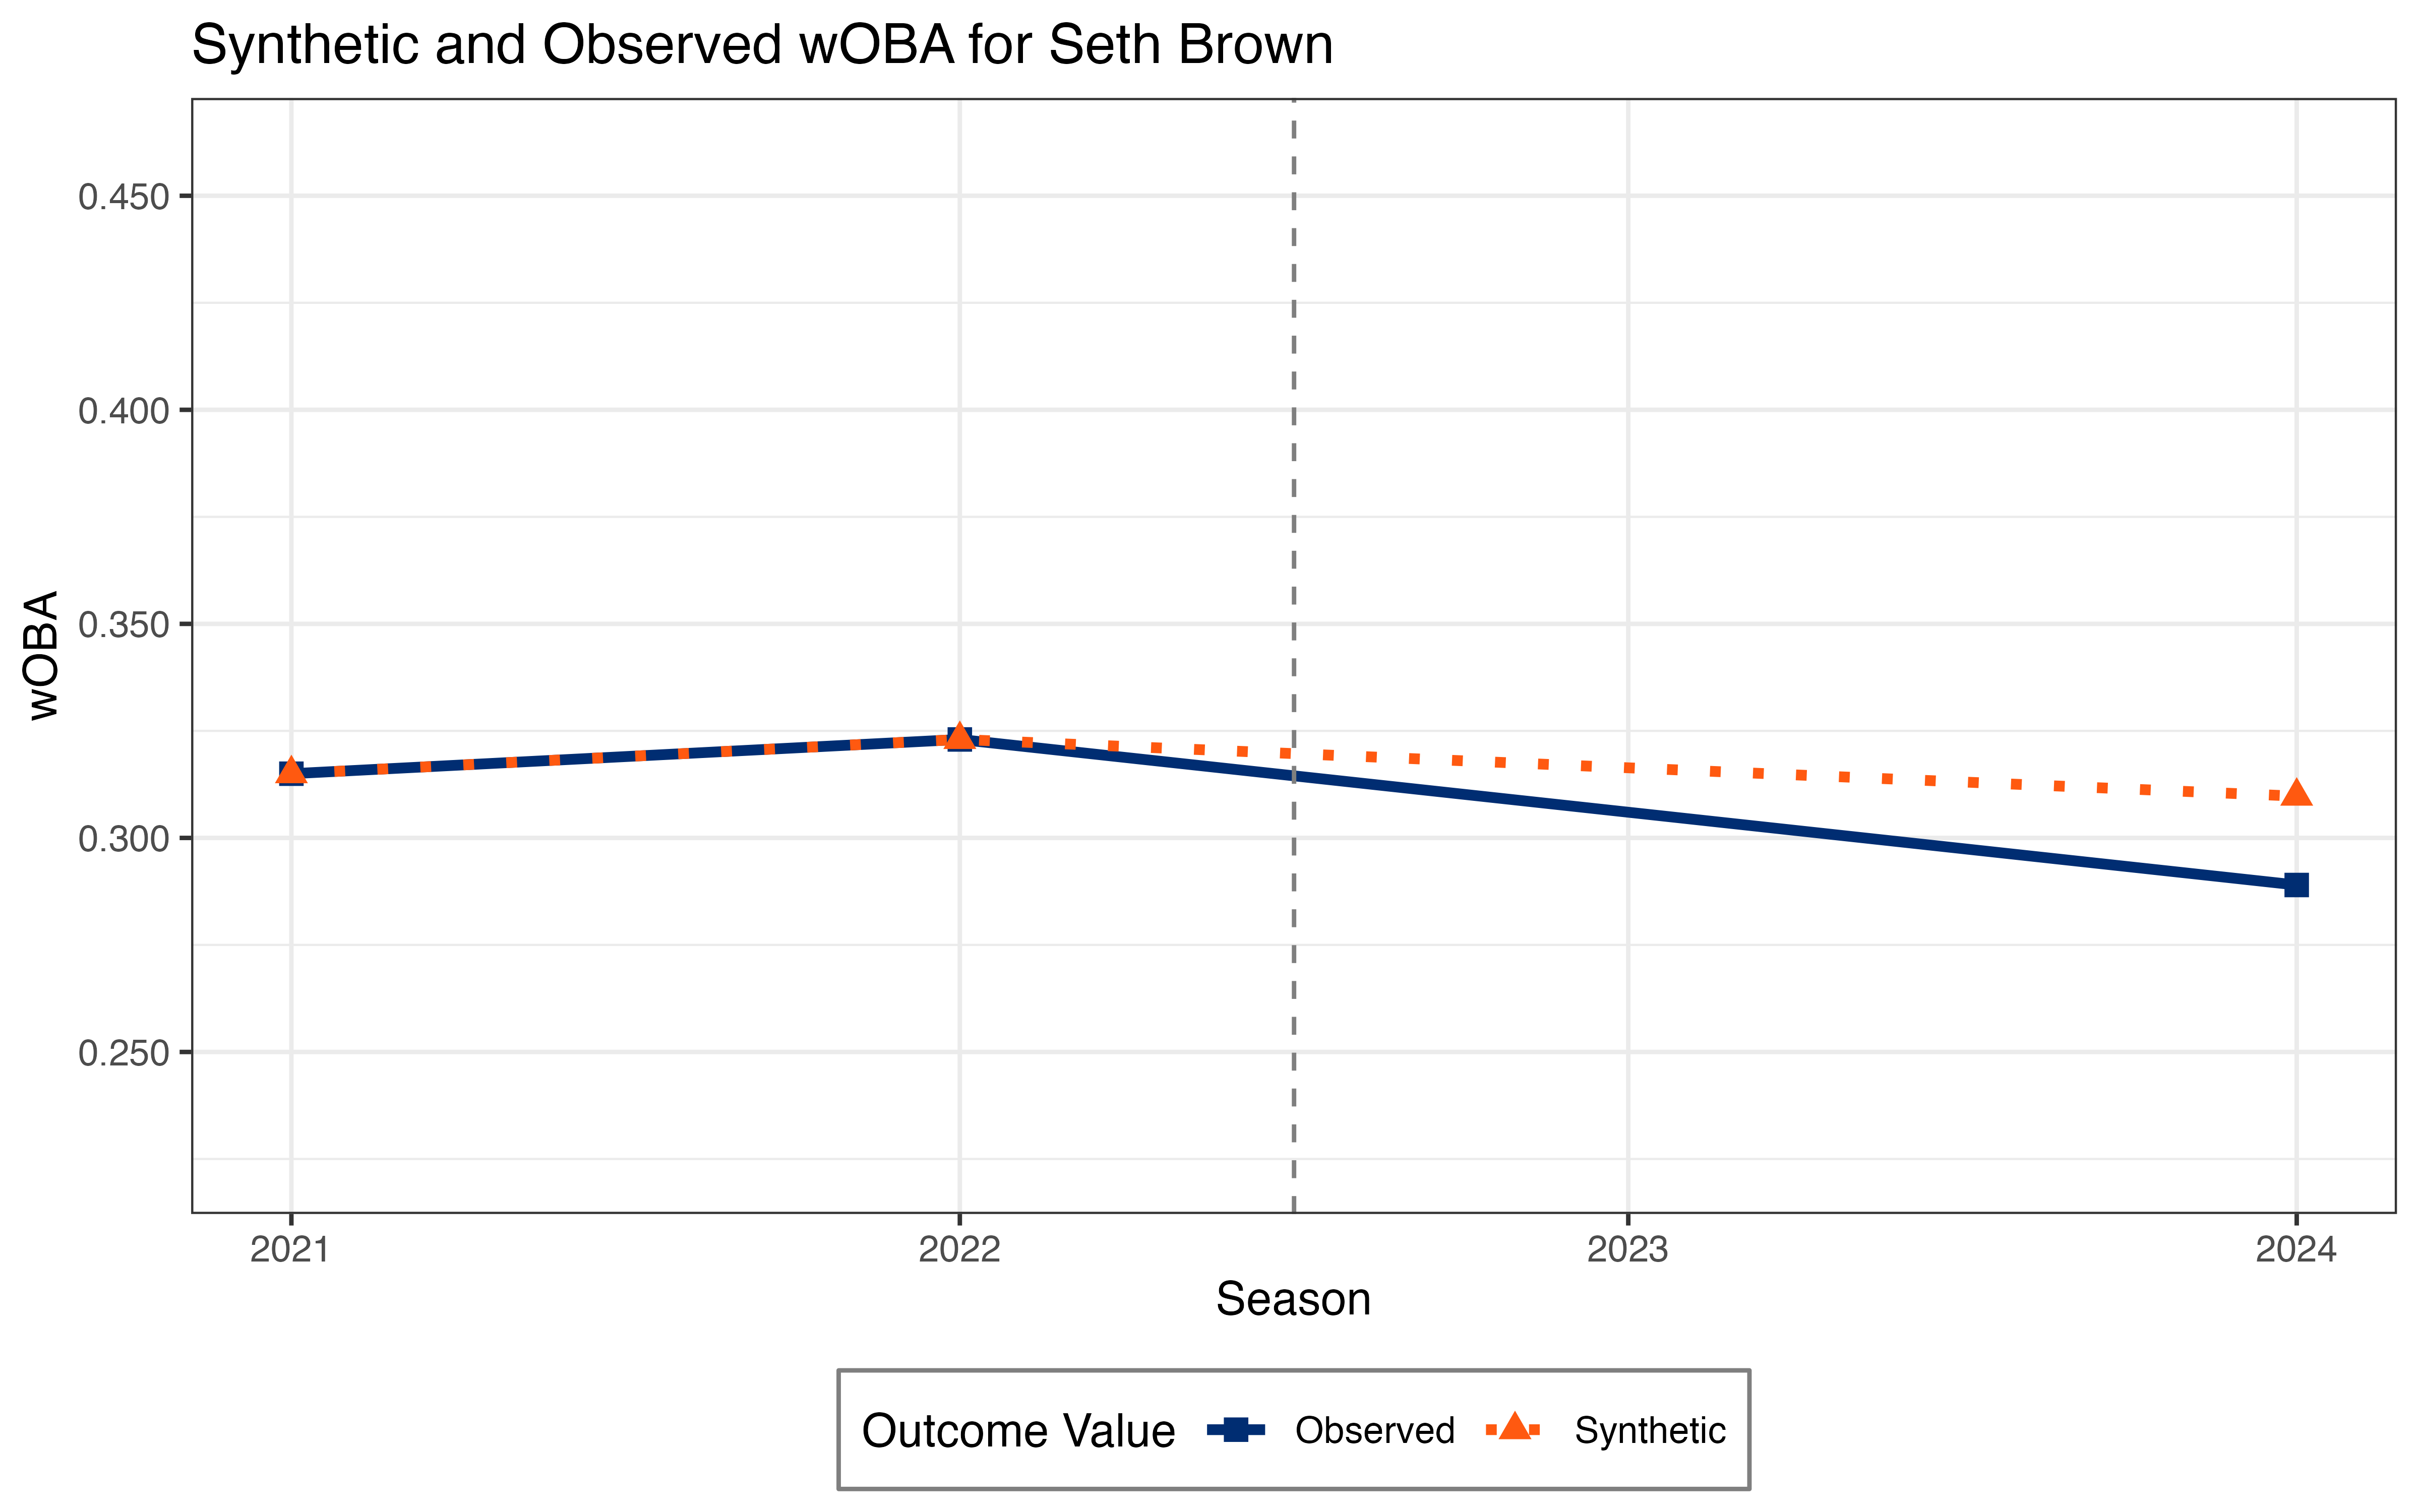 Synthetic and Observed wOBA for Seth Brown
0.450
0.400
0.350
0.300
0.250
wOBA
2021 2022 2023 2024
Season
Outcome Value Observed Synthetic